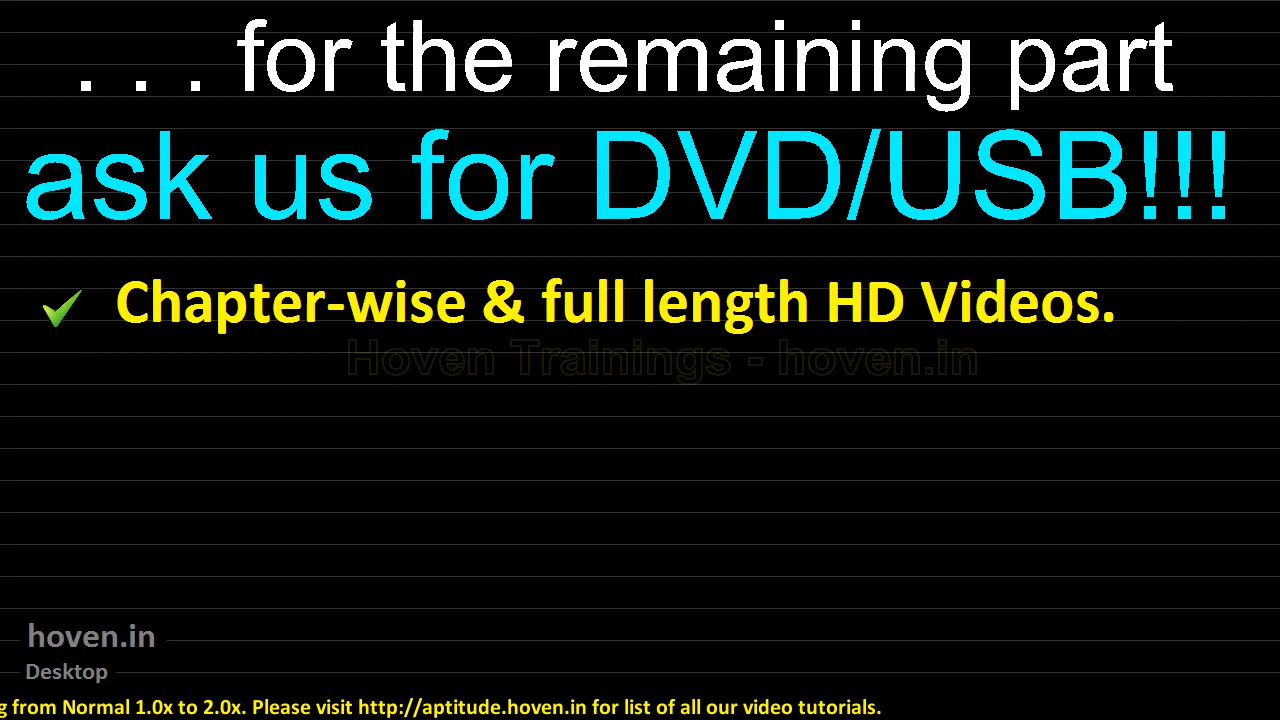 . . . for the remaining part
ask us for DVD/USB!!!
Chapter-wise & full length HD Videos.
Hoven Trainings - hoven.in
hoven.in
Desktop
from Normal 1.0x to 2.0x. Please visit http://aptitude.hoven.in for list of all our video tutorials.